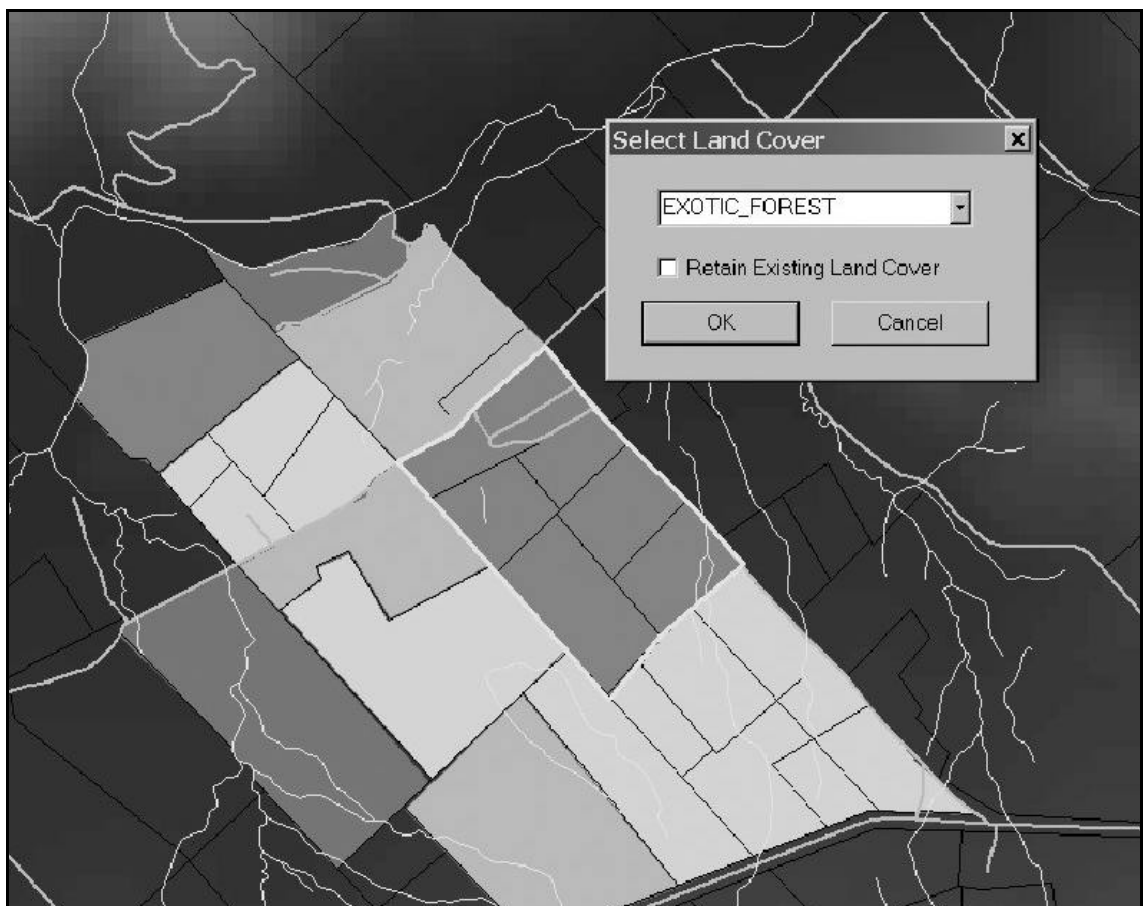 Select Land Cover
EXOTIC_FOREST
Retain Existing Land Cover
OK
Cancel